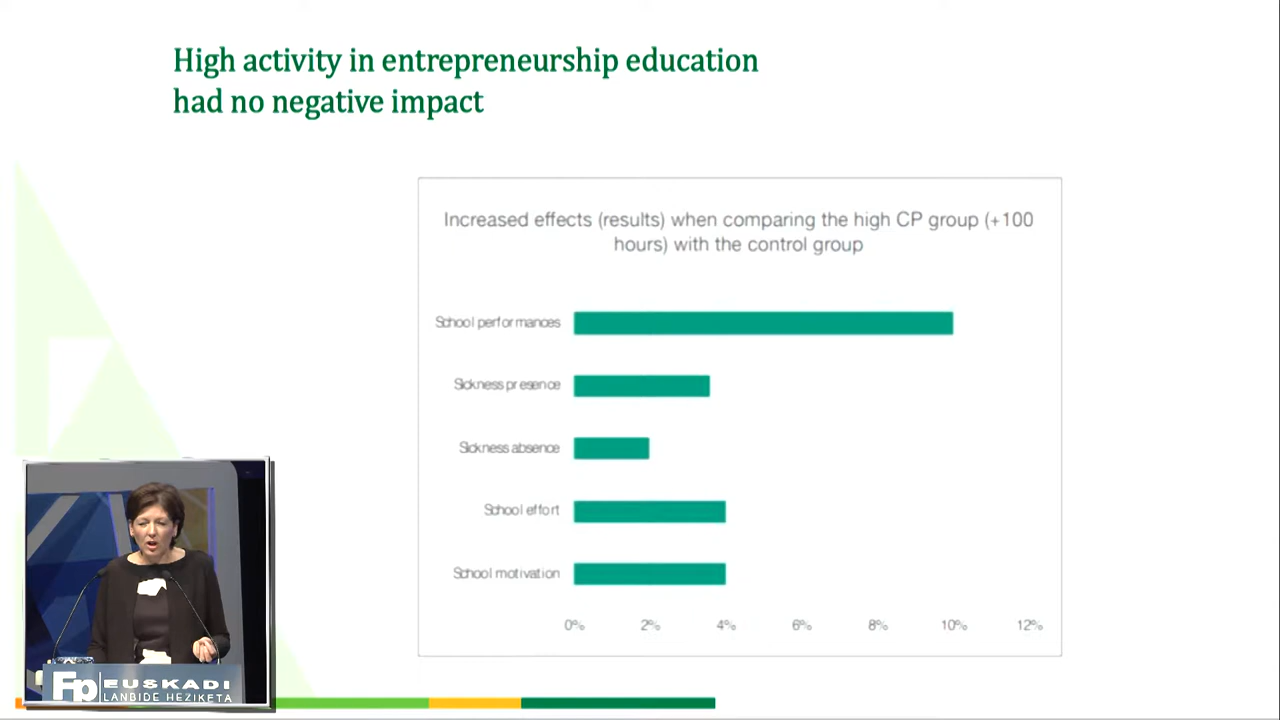 High activity in entrepreneurship education
had no negative impact
Increased effects (results) when comparing the high CP group (+100
hours) with the control group
School performances
Sickness presence
Sickness absence
School effort
School motivation
0% 2% 4% 6% 8% 10% 12%
Fp EUSKADI
LANBIDE HEZIKETA